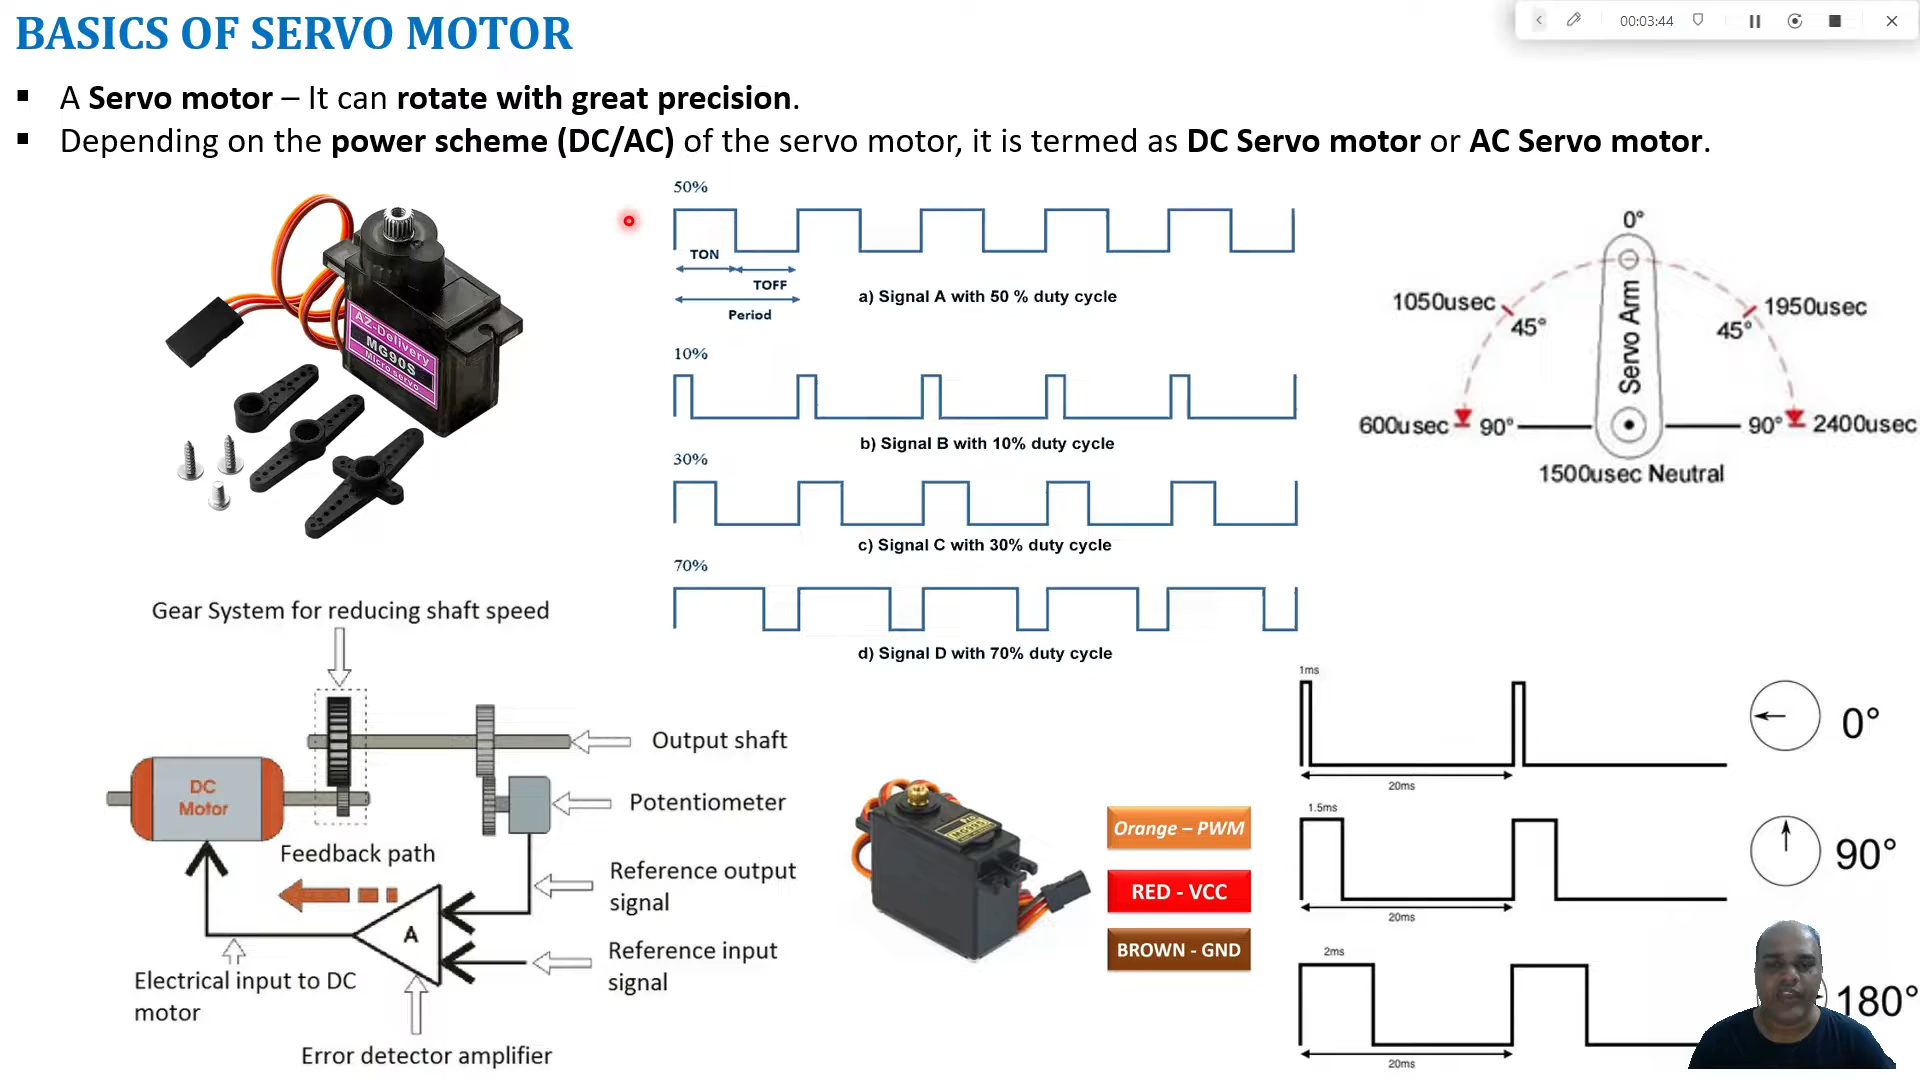 BASICS OF SERVO MOTOR
00:03:44
▪ A Servo motor – It can rotate with great precision.
▪ Depending on the power scheme (DC/AC) of the servo motor, it is termed as DC Servo motor or AC Servo motor.
AZ-Delivery
MG90S
Micro servo
50%
TON
TOFF
Period
a) Signal A with 50 % duty cycle
10%
b) Signal B with 10% duty cycle
30%
c) Signal C with 30% duty cycle
70%
d) Signal D with 70% duty cycle
0°
1050usec
45°
Servo Arm
45°
1950usec
600usec
90°
90°
2400usec
1500usec Neutral
Gear System for reducing shaft speed
Output shaft
DC
Motor
Potentiometer
Feedback path
Reference output
signal
A
Reference input
signal
Electrical input to DC
motor
Error detector amplifier
Orange – PWM
RED - VCC
BROWN - GND
1ms
20ms
0°
1.5ms
20ms
90°
2ms
20ms
180°